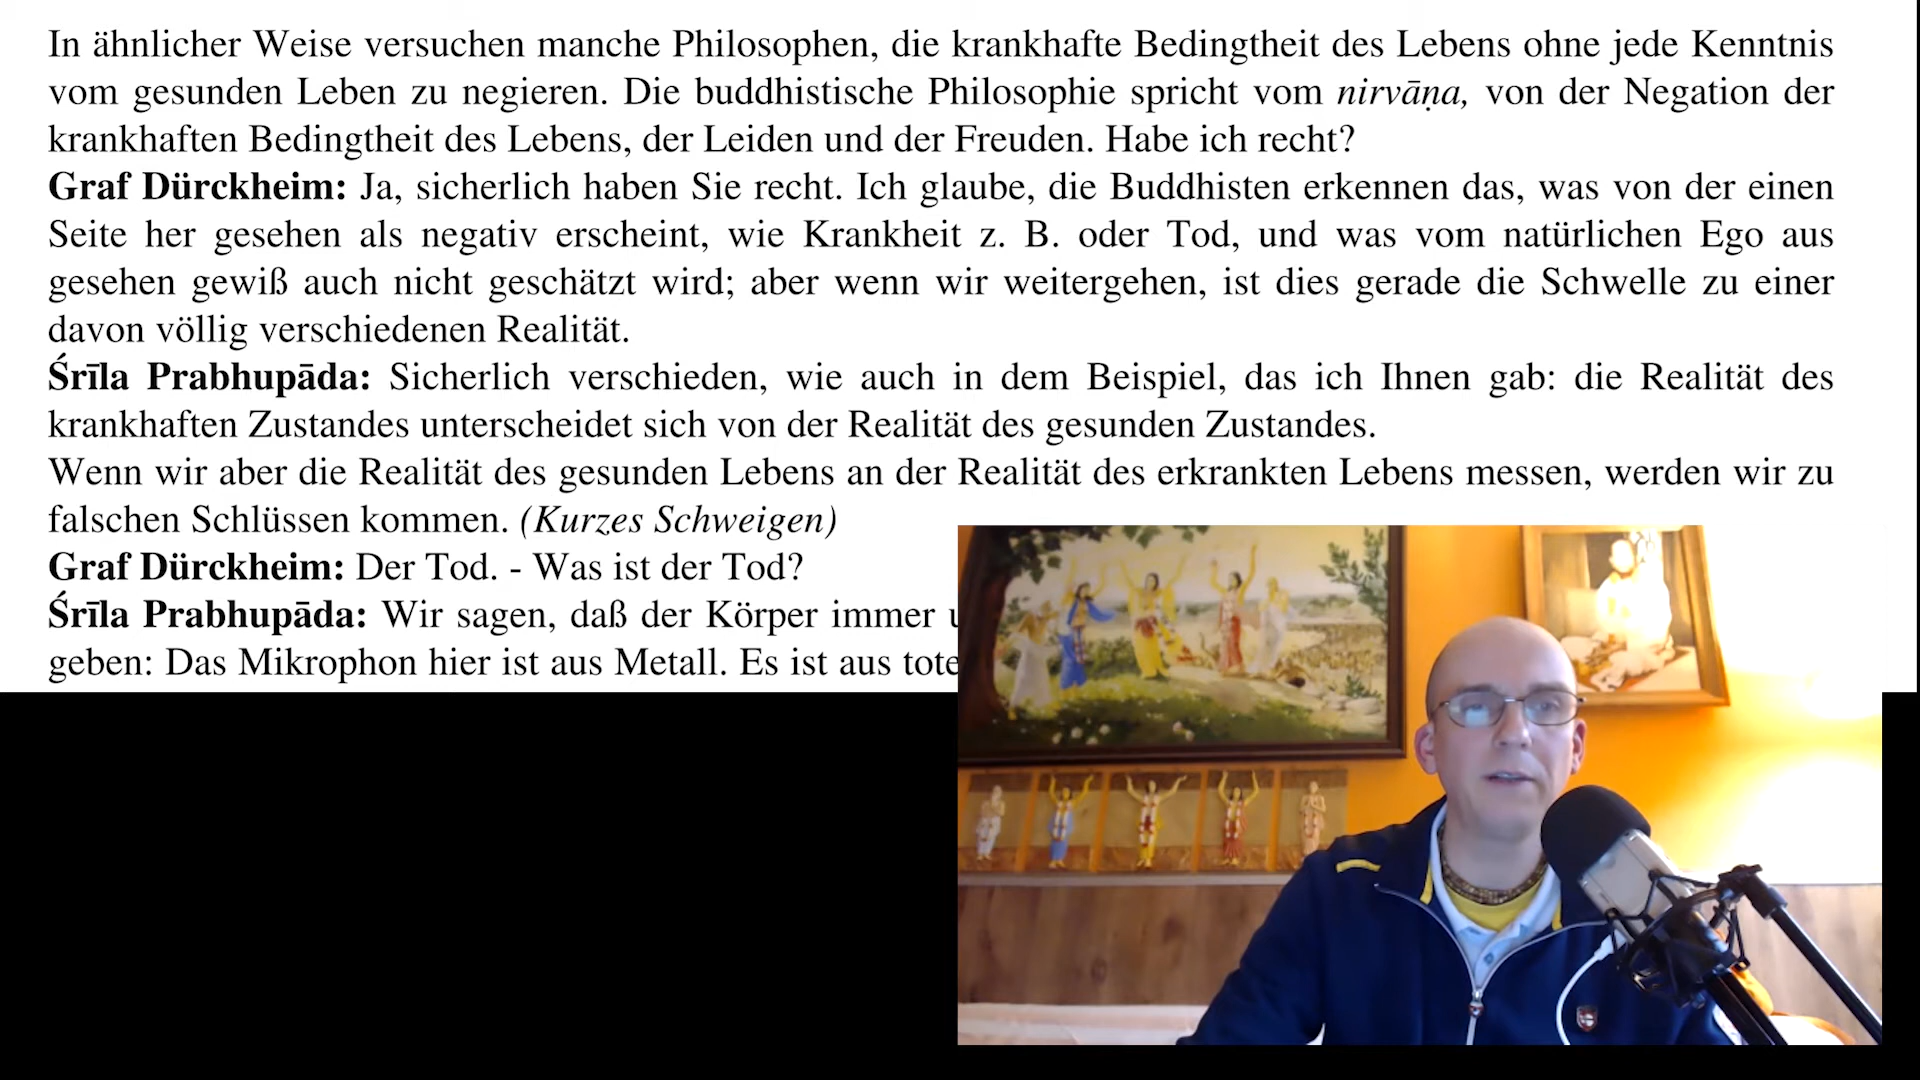 In ähnlicher Weise versuchen manche Philosophen, die krankhafte Bedingtheit des Lebens ohne jede Kenntnis
vom gesunden Leben zu negieren. Die buddhistische Philosophie spricht vom nirvāṇa, von der Negation der
krankhaften Bedingtheit des Lebens, der Leiden und der Freuden. Habe ich recht?
Graf Dürckheim: Ja, sicherlich haben Sie recht. Ich glaube, die Buddhisten erkennen das, was von der einen
Seite her gesehen als negativ erscheint, wie Krankheit z. B. oder Tod, und was vom natürlichen Ego aus
gesehen gewiß auch nicht geschätzt wird; aber wenn wir weitergehen, ist dies gerade die Schwelle zu einer
davon völlig verschiedenen Realität.
Śrīla Prabhupāda: Sicherlich verschieden, wie auch in dem Beispiel, das ich Ihnen gab: die Realität des
krankhaften Zustandes unterscheidet sich von der Realität des gesunden Zustandes.
Wenn wir aber die Realität des gesunden Lebens an der Realität des erkrankten Lebens messen, werden wir zu
falschen Schlüssen kommen. (Kurzes Schweigen)
Graf Dürckheim: Der Tod. - Was ist der Tod?
Śrīla Prabhupāda: Wir sagen, daß der Körper immer
geben: Das Mikrophon hier ist aus Metall. Es ist aus tote